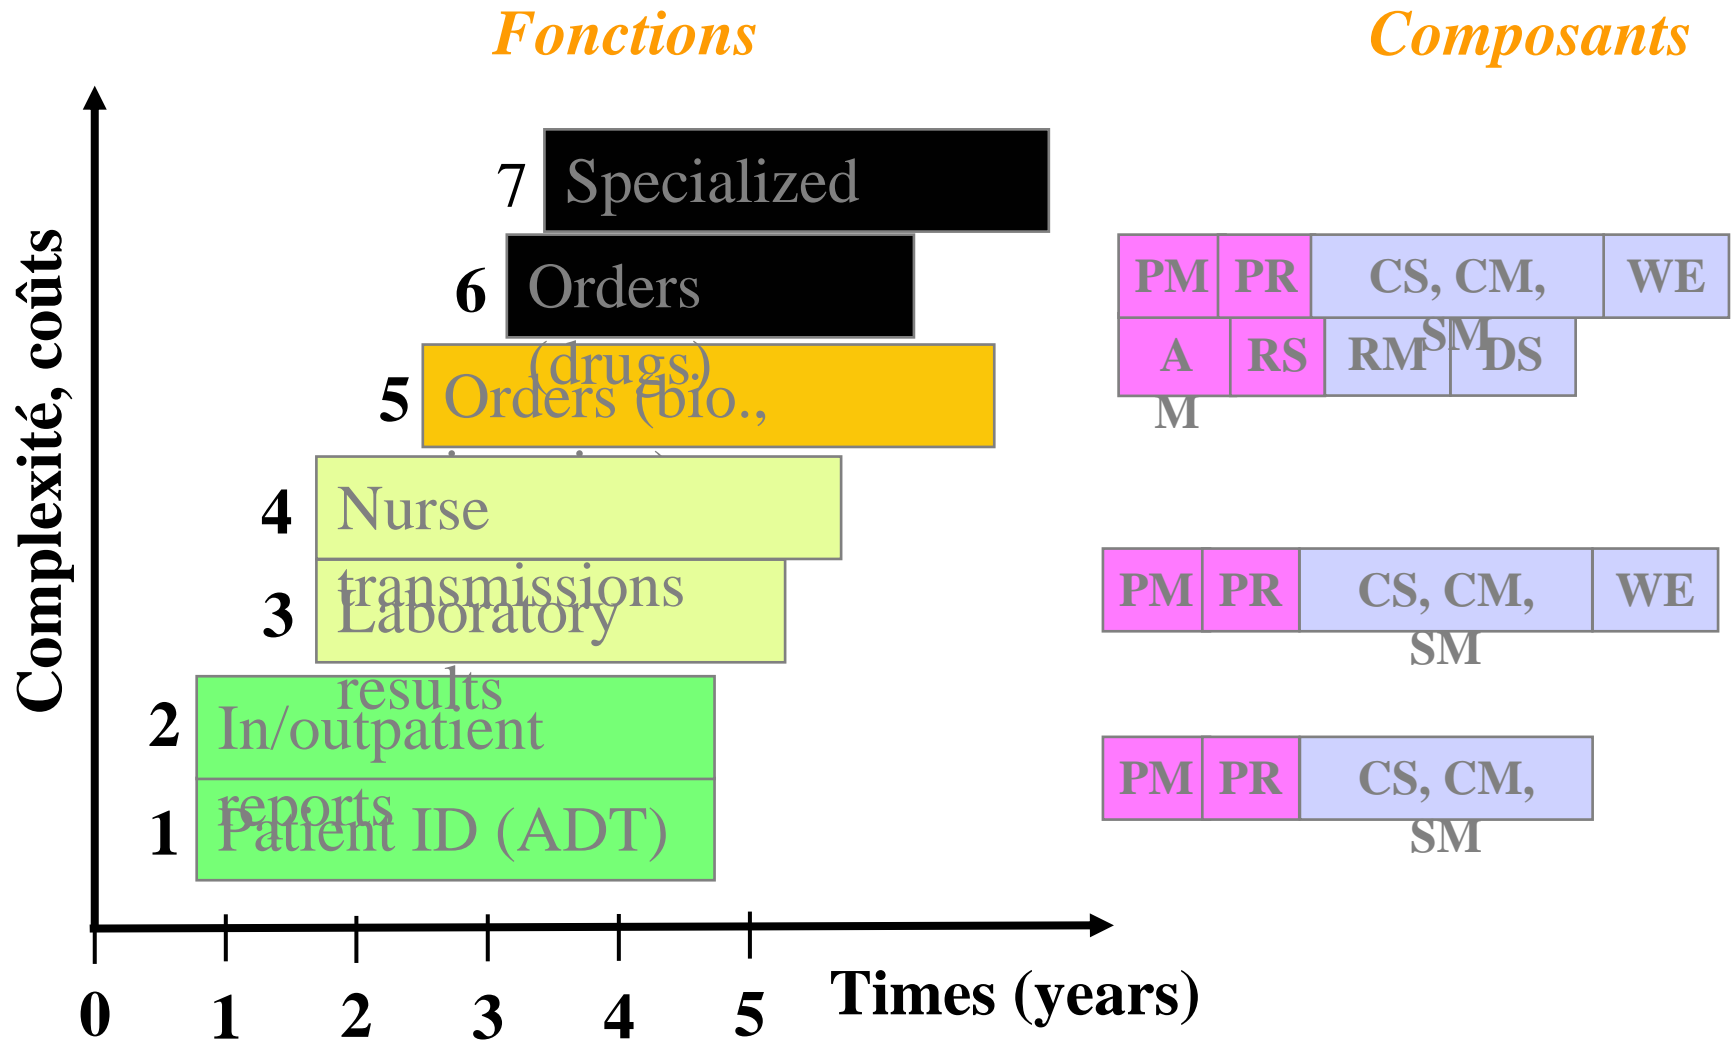 Fonctions
Composants
Complexité, coûts
7
Specialized
6
Orders
(drugs)
5
Orders (bio.,
4
Nurse
transmissions
3
Laboratory
results
2
In/outpatient
reports
1
Patient ID (ADT)
PM PR CS, CM, SM WE
AM RS RM DS
PM PR CS, CM,
SM
WE
PM PR CS, CM,
SM
0 1 2 3 4 5
Times (years)